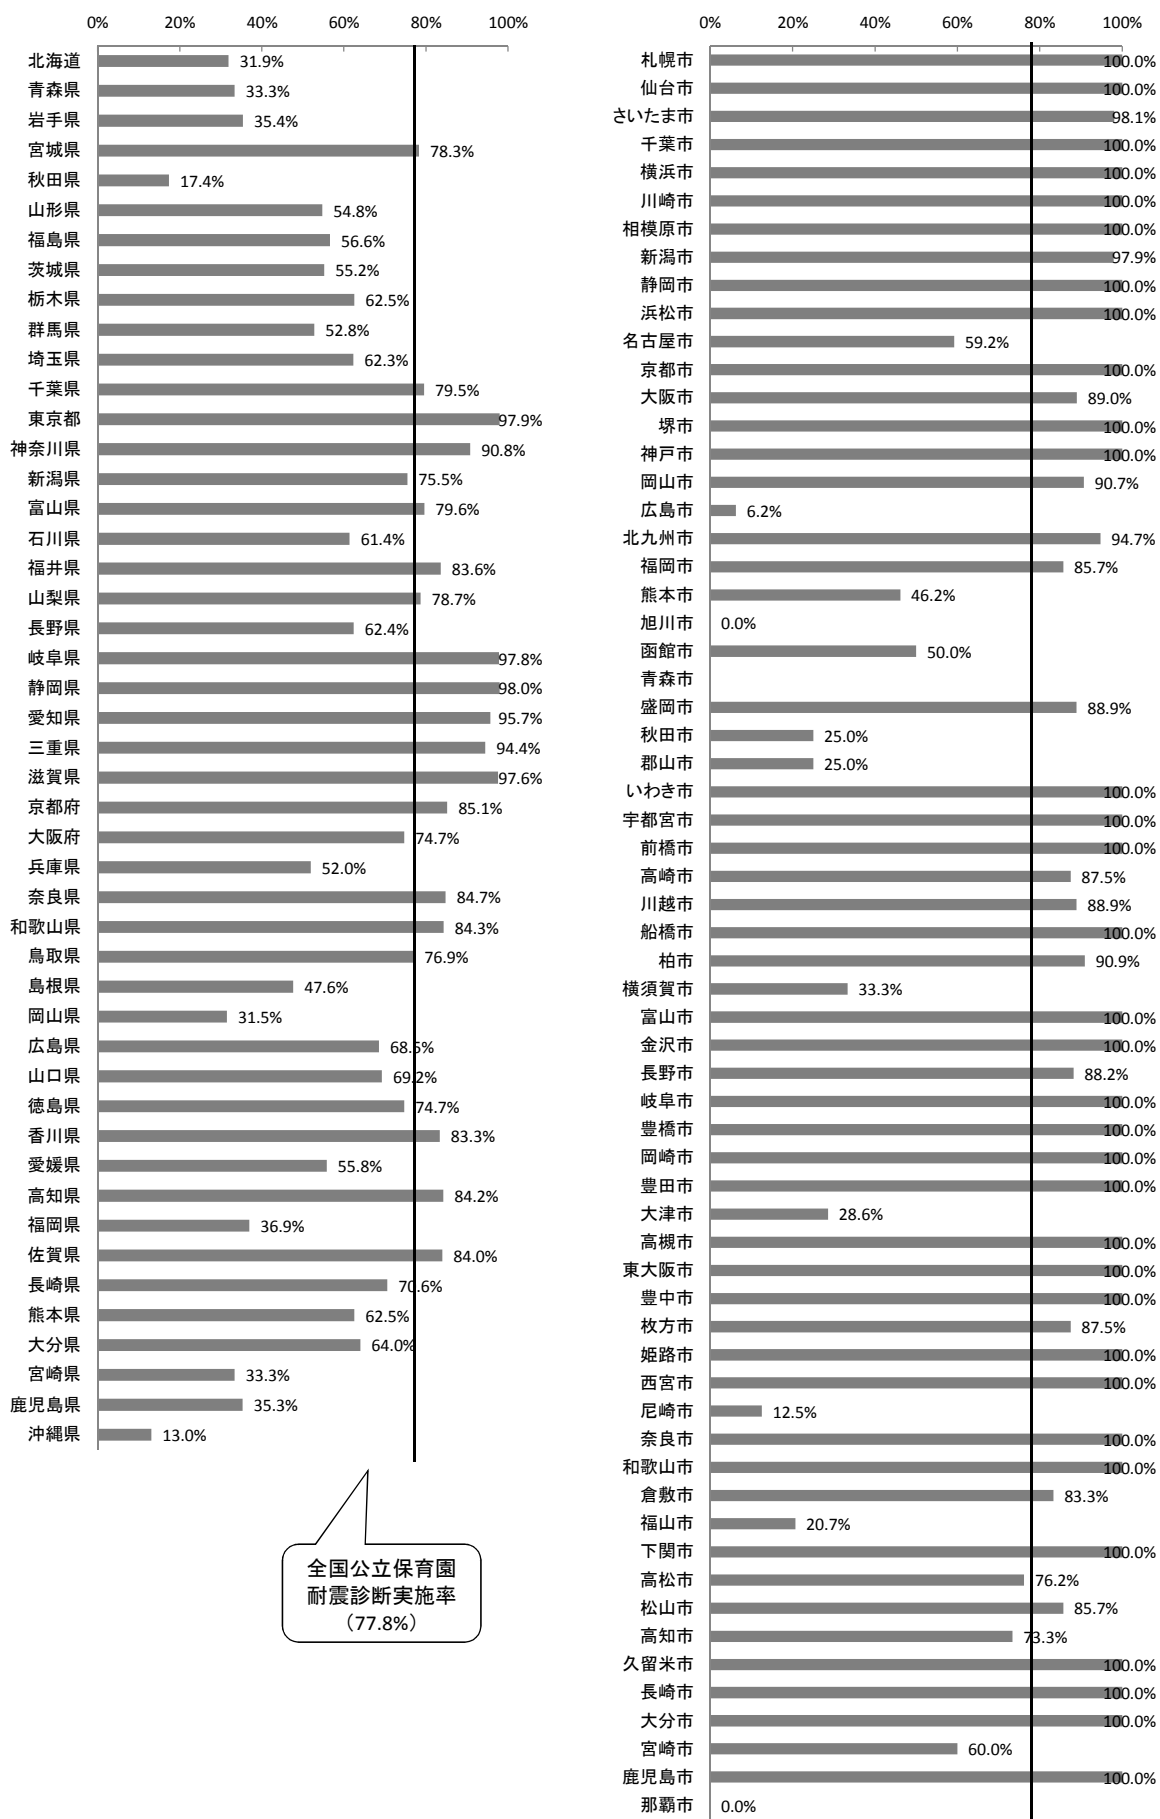 0% 20% 40% 60% 80% 100%
北海道 31.9%
青森県 33.3%
岩手県 35.4%
宮城県 78.3%
秋田県 17.4%
山形県 54.8%
福島県 56.6%
茨城県 55.2%
栃木県 62.5%
群馬県 52.8%
埼玉県 62.3%
千葉県 79.5%
東京都 97.9%
神奈川県 90.8%
新潟県 75.5%
富山県 79.6%
石川県 61.4%
福井県 83.6%
山梨県 78.7%
長野県 62.4%
岐阜県 97.8%
静岡県 98.0%
愛知県 95.7%
三重県 94.4%
滋賀県 97.6%
京都府 85.1%
大阪府 74.7%
兵庫県 52.0%
奈良県 84.7%
和歌山県 84.3%
鳥取県 76.9%
島根県 47.6%
岡山県 31.5%
広島県 68.5%
山口県 69.2%
徳島県 74.7%
香川県 83.3%
愛媛県 55.8%
高知県 84.2%
福岡県 36.9%
佐賀県 84.0%
長崎県 70.6%
熊本県 62.5%
大分県 64.0%
宮崎県 33.3%
鹿児島県 35.3%
沖縄県 13.0%
全国公立保育園
耐震診断実施率
（77.8%）
0% 20% 40% 60% 80% 100%
札幌市 100.0%
仙台市 100.0%
さいたま市 98.1%
千葉市 100.0%
横浜市 100.0%
川崎市 100.0%
相模原市 100.0%
新潟市 97.9%
静岡市 100.0%
浜松市 100.0%
名古屋市 59.2%
京都市 100.0%
大阪市 89.0%
堺市 100.0%
神戸市 100.0%
岡山市 90.7%
広島市 6.2%
北九州市 94.7%
福岡市 85.7%
熊本市 46.2%
旭川市 0.0%
函館市 50.0%
青森市
盛岡市 88.9%
秋田市 25.0%
郡山市 25.0%
いわき市 100.0%
宇都宮市 100.0%
前橋市 100.0%
高崎市 87.5%
川越市 88.9%
船橋市 100.0%
柏市 90.9%
横須賀市 33.3%
富山市 100.0%
金沢市 100.0%
長野市 88.2%
岐阜市 100.0%
豊橋市 100.0%
岡崎市 100.0%
豊田市 100.0%
大津市 28.6%
高槻市 100.0%
東大阪市 100.0%
豊中市 100.0%
枚方市 87.5%
姫路市 100.0%
西宮市 100.0%
尼崎市 12.5%
奈良市 100.0%
和歌山市 100.0%
倉敷市 83.3%
福山市 20.7%
下関市 100.0%
高松市 76.2%
松山市 85.7%
高知市 73.3%
久留米市 100.0%
長崎市 100.0%
大分市 100.0%
宮崎市 60.0%
鹿児島市 100.0%
那覇市 0.0%